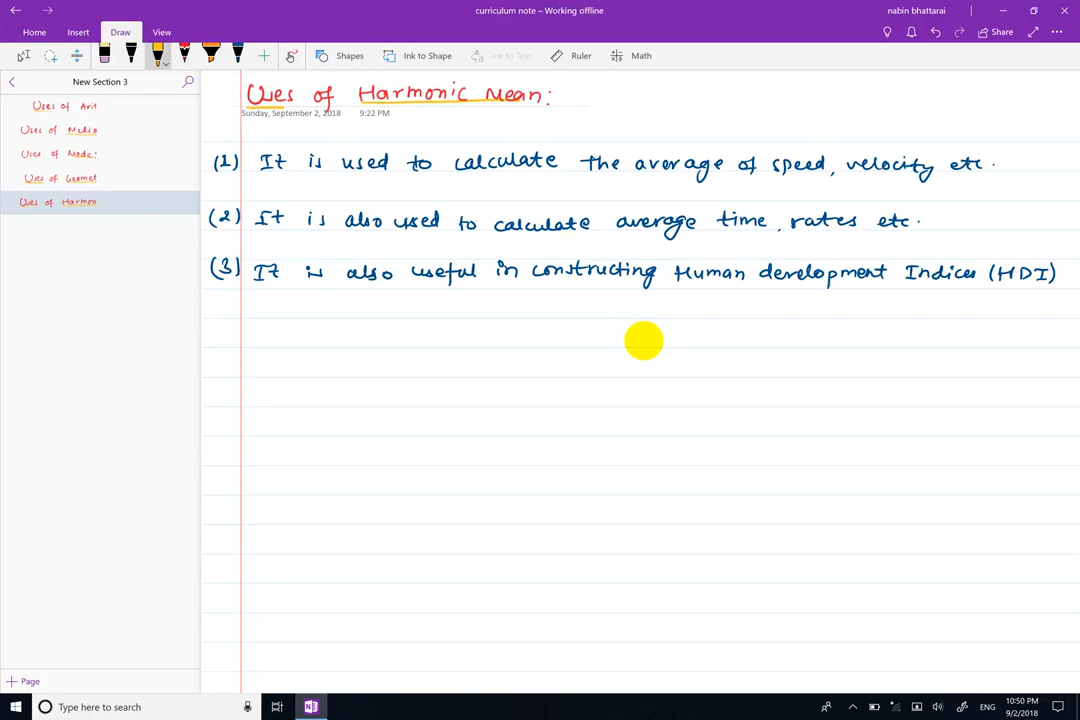 curriculum note – Working offline
nabin bhattarai
Home Insert Draw View
Share
Shapes Ink to Shape Ink to Text Ruler Math
New Section 3
Uses of Arit
Uses of Media
Uses of Mode:
Uses of Geomet
Uses of Harmon
Uses of Harmonic Mean:
Sunday, September 2, 2018 9:22 PM
(1) It is used to calculate the average of speed, velocity etc.
(2) It is also used to calculate average time, rates etc.
(3) It is also useful in constructing Human development Indices (HDI)
Page
Type here to search
ENG
10:50 PM
9/2/2018